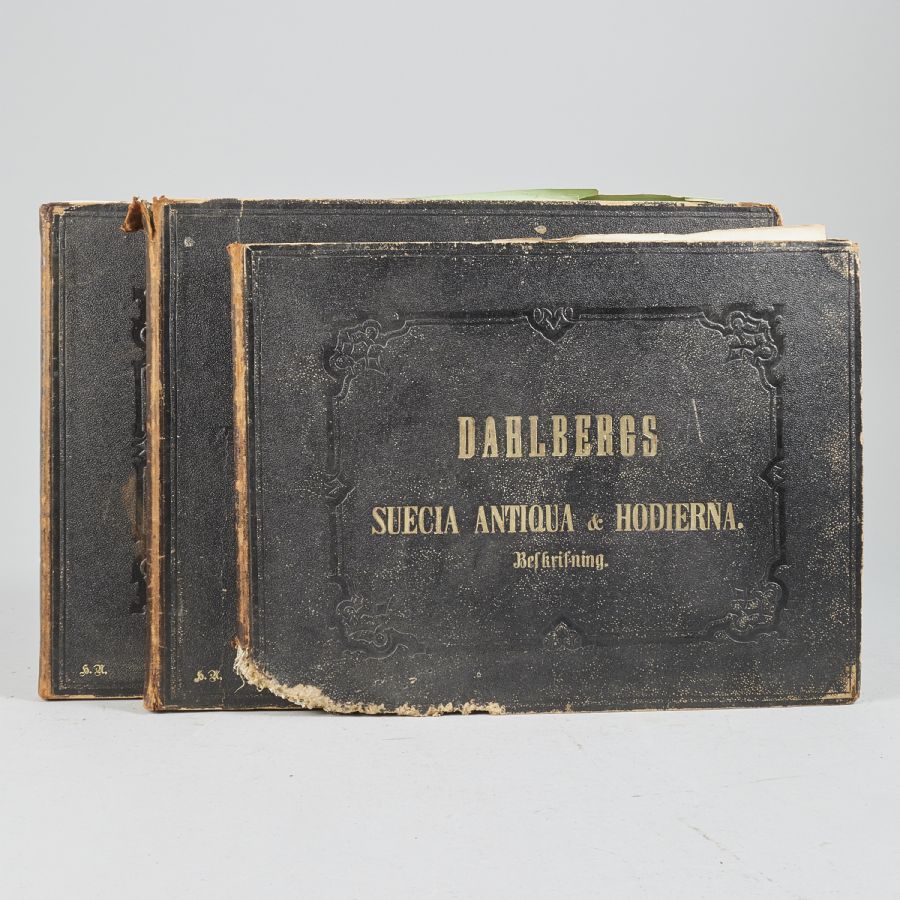 DAHLBERGS
SUECIA ANTIQUA & HODIERNA.
Beskrifning.